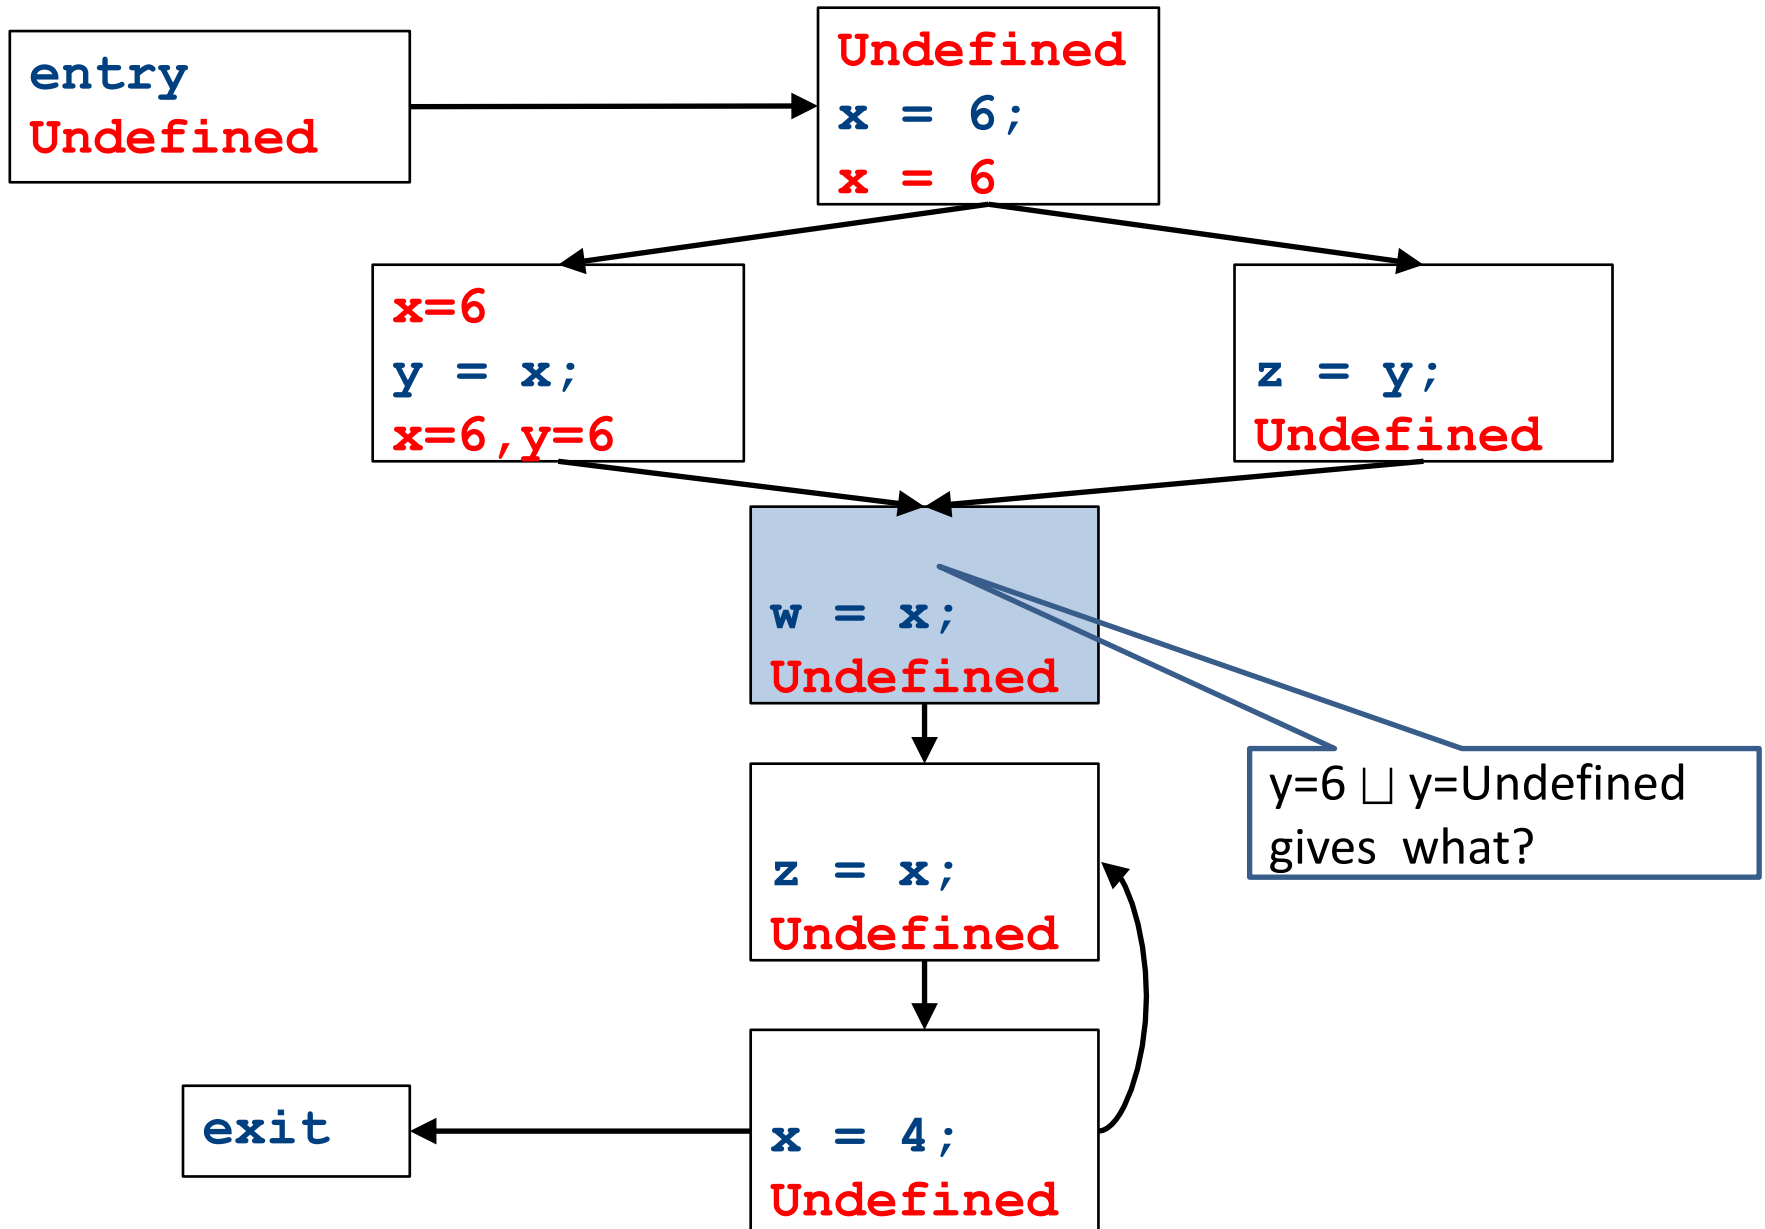 entry
Undefined
Undefined
x = 6;
x = 6
x=6
y = x;
x=6,y=6
z = y;
Undefined
w = x;
Undefined
y=6 ⊔ y=Undefined
gives what?
z = x;
Undefined
exit
x = 4;
Undefined